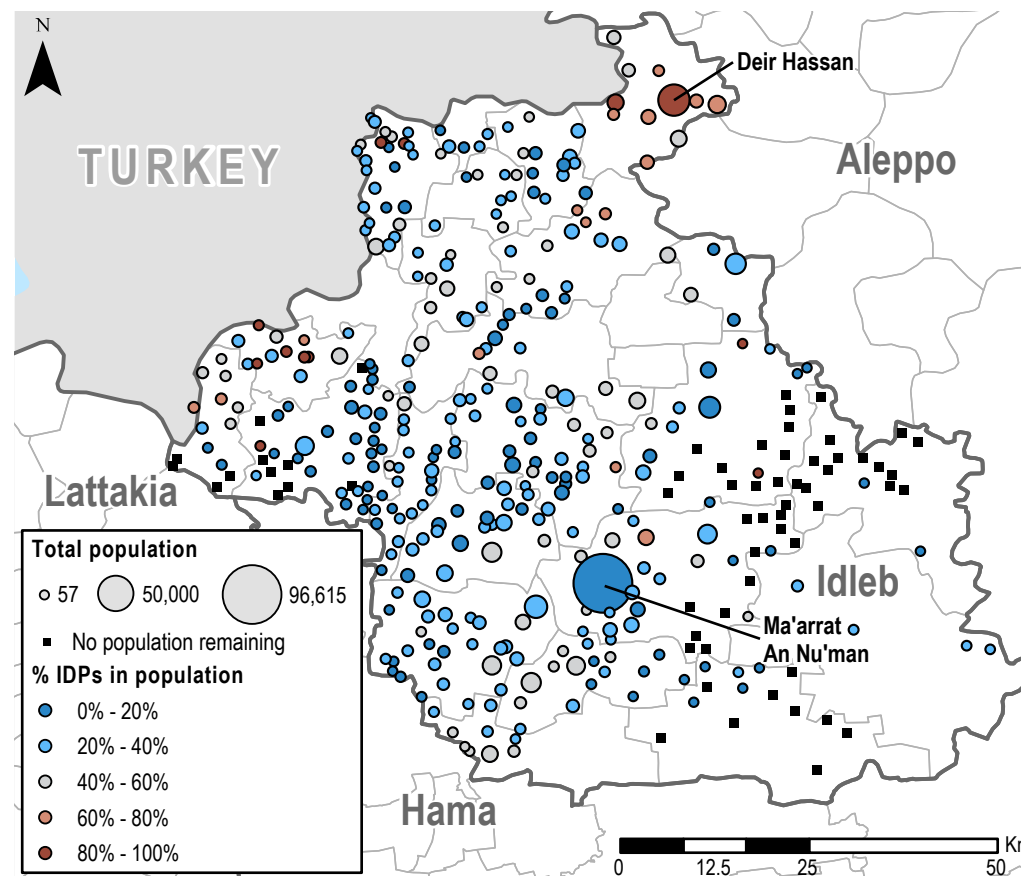 N
Deir Hassan
TURKEY
Aleppo
Lattakia
Total population
57
50,000
96,615
No population remaining
% IDPs in population
0% - 20%
20% - 40%
40% - 60%
60% - 80%
80% - 100%
Idleb
Ma'arrat
An Nu'man
Hama
Km
0 12.5 25 50